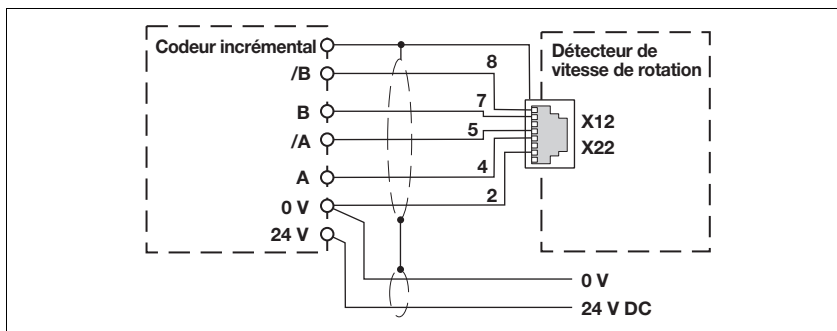 Codeur incrémental
/B
B
/A
A
0 V
24 V
8
7
5
4
2
Détecteur de
vitesse de rotation
X12
X22
0 V
24 V DC